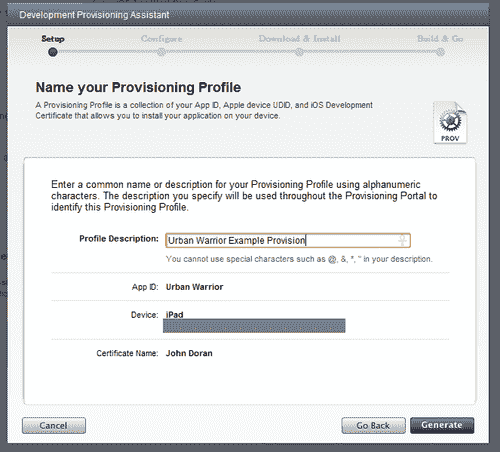 Development Provisioning Assistant
Setup Configure Download & Install Build & Go
Name your Provisioning Profile
A Provisioning Profile is a collection of your App ID, Apple device UDID, and iOS Development
Certificate that allows you to install your application on your device.
PROV
Enter a common name or description for your Provisioning Profile using alphanumeric
characters. The description you specify will be used throughout the Provisioning Portal to
identify this Provisioning Profile.
Profile Description: Urban Warrior Example Provision
You cannot use special characters such as @, &, *, " in your description.
App ID: Urban Warrior
Device: iPad
Certificate Name: John Doran
Cancel Go Back Generate